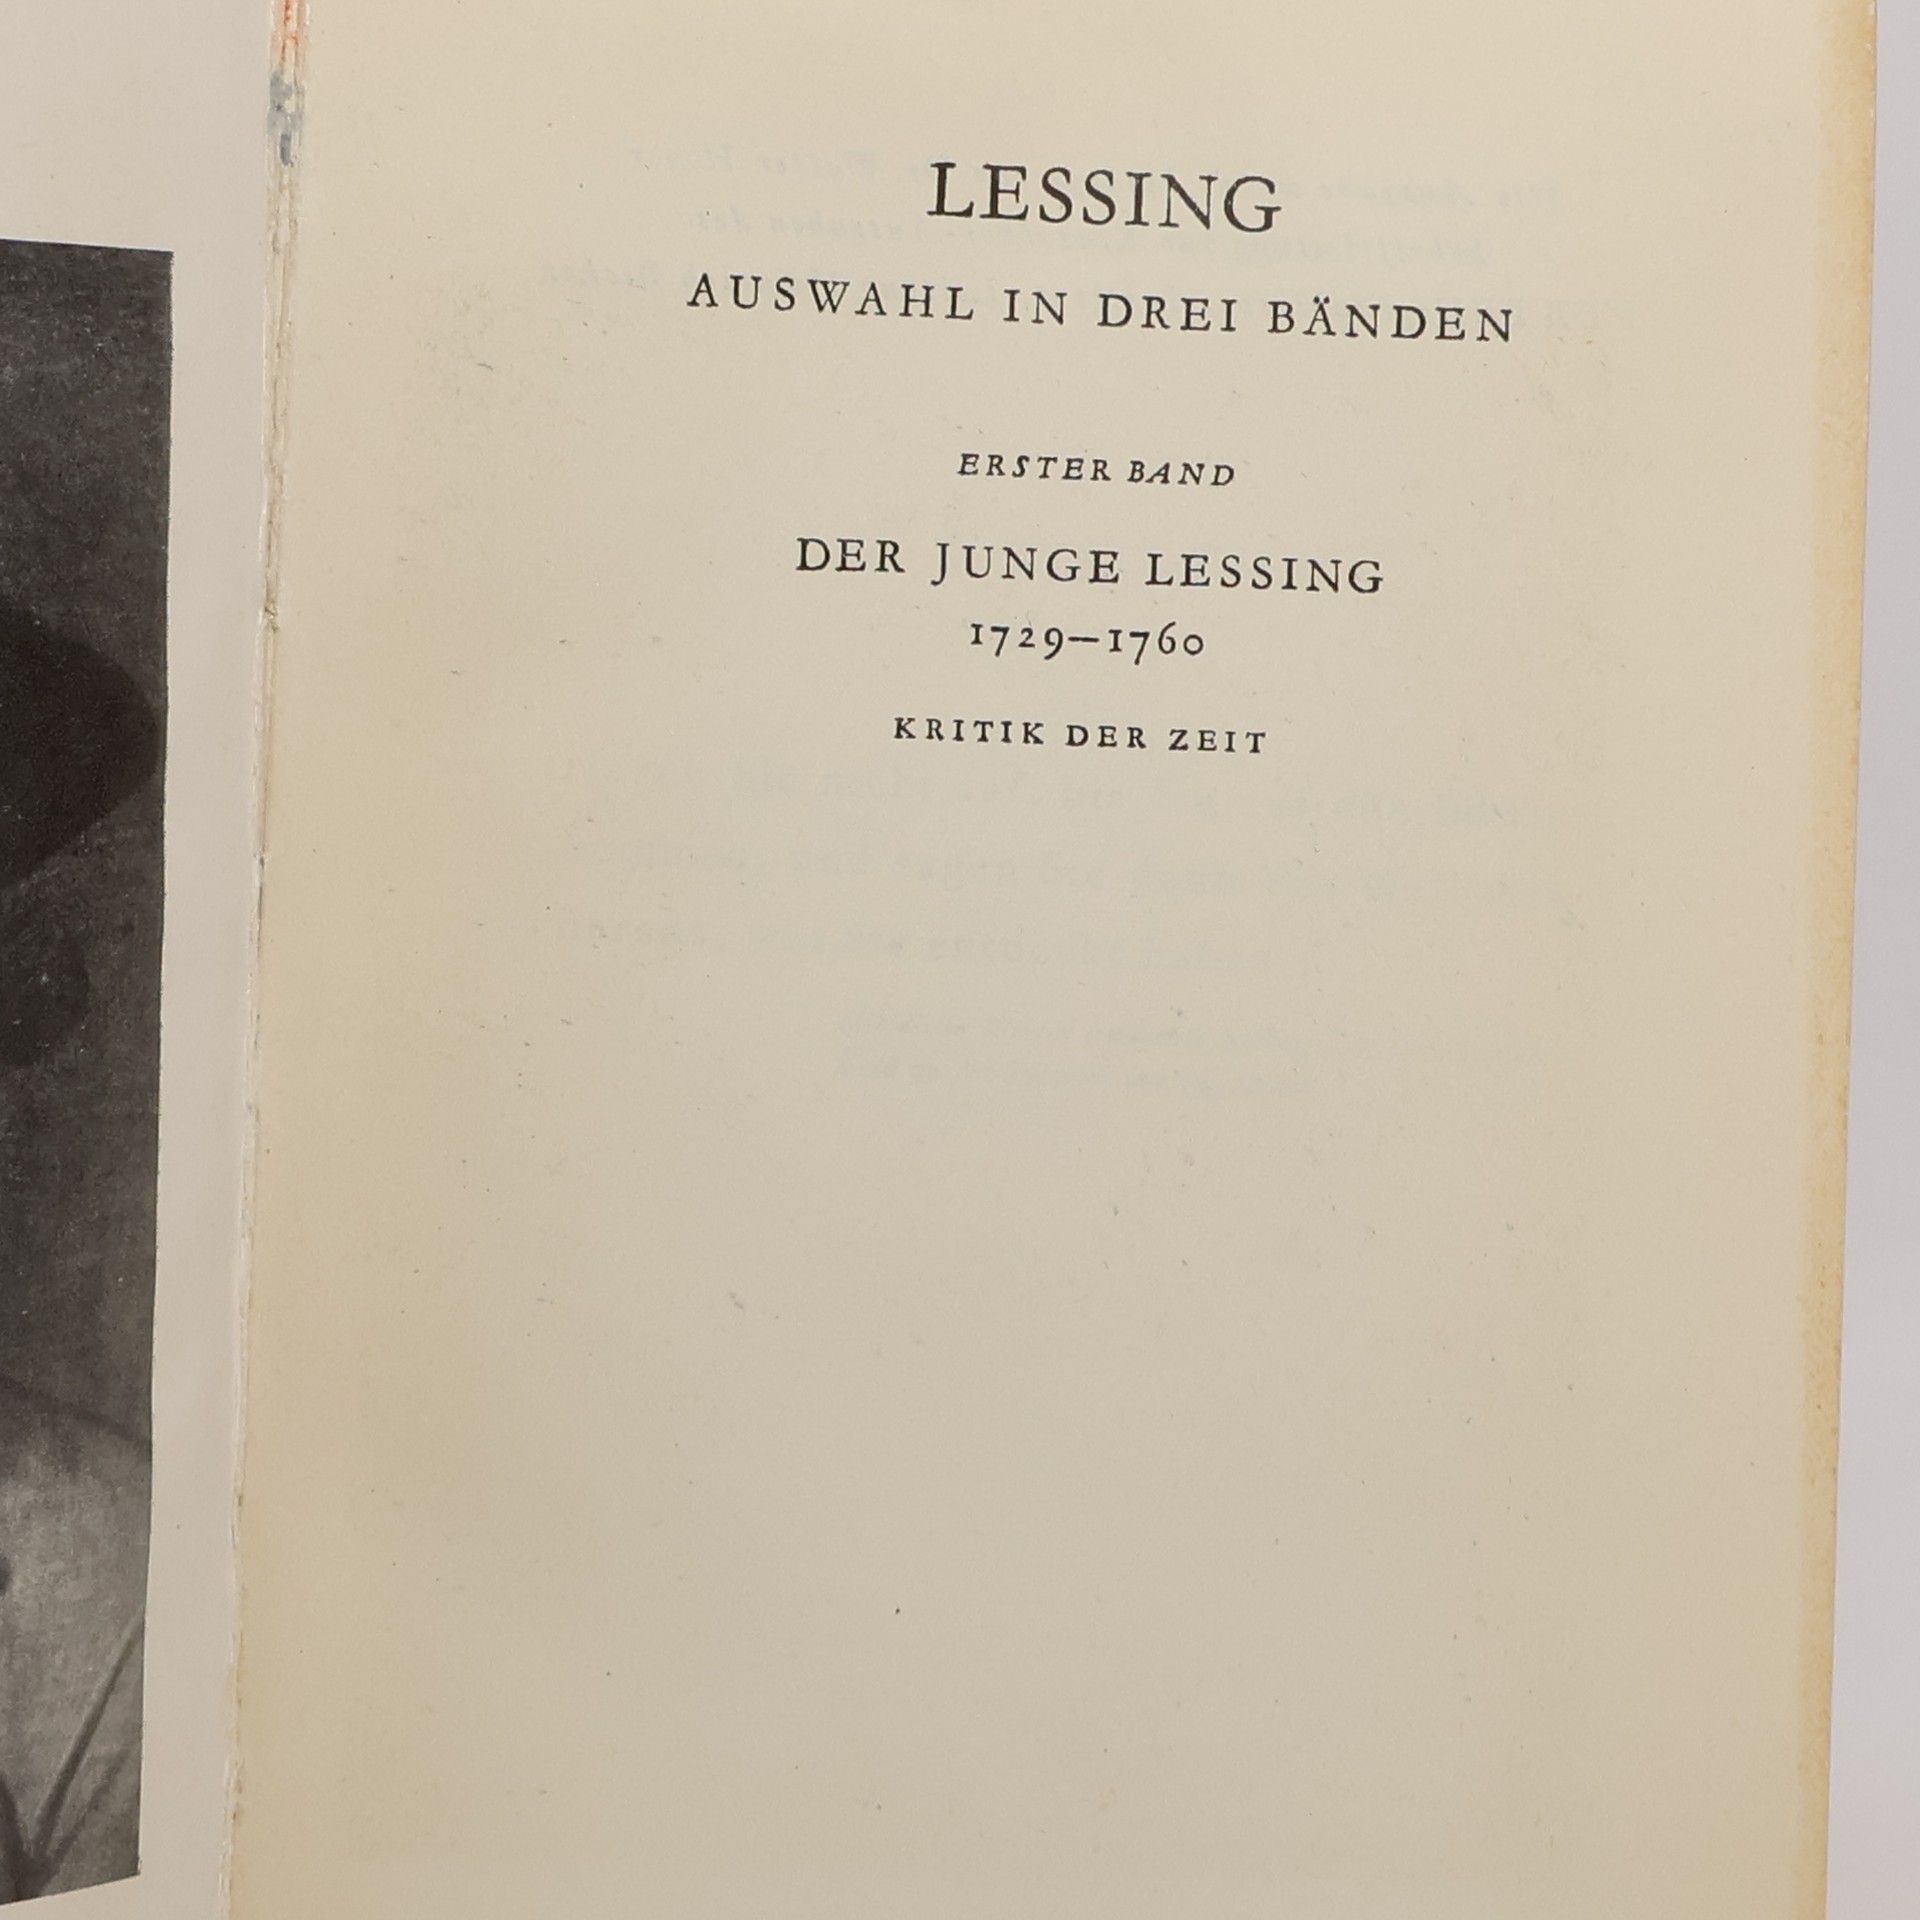 LESSING
AUSWAHL IN DREI BÄNDEN
ERSTER BAND
DER JUNGE LESSING
1729–1760
KRITIK DER ZEIT